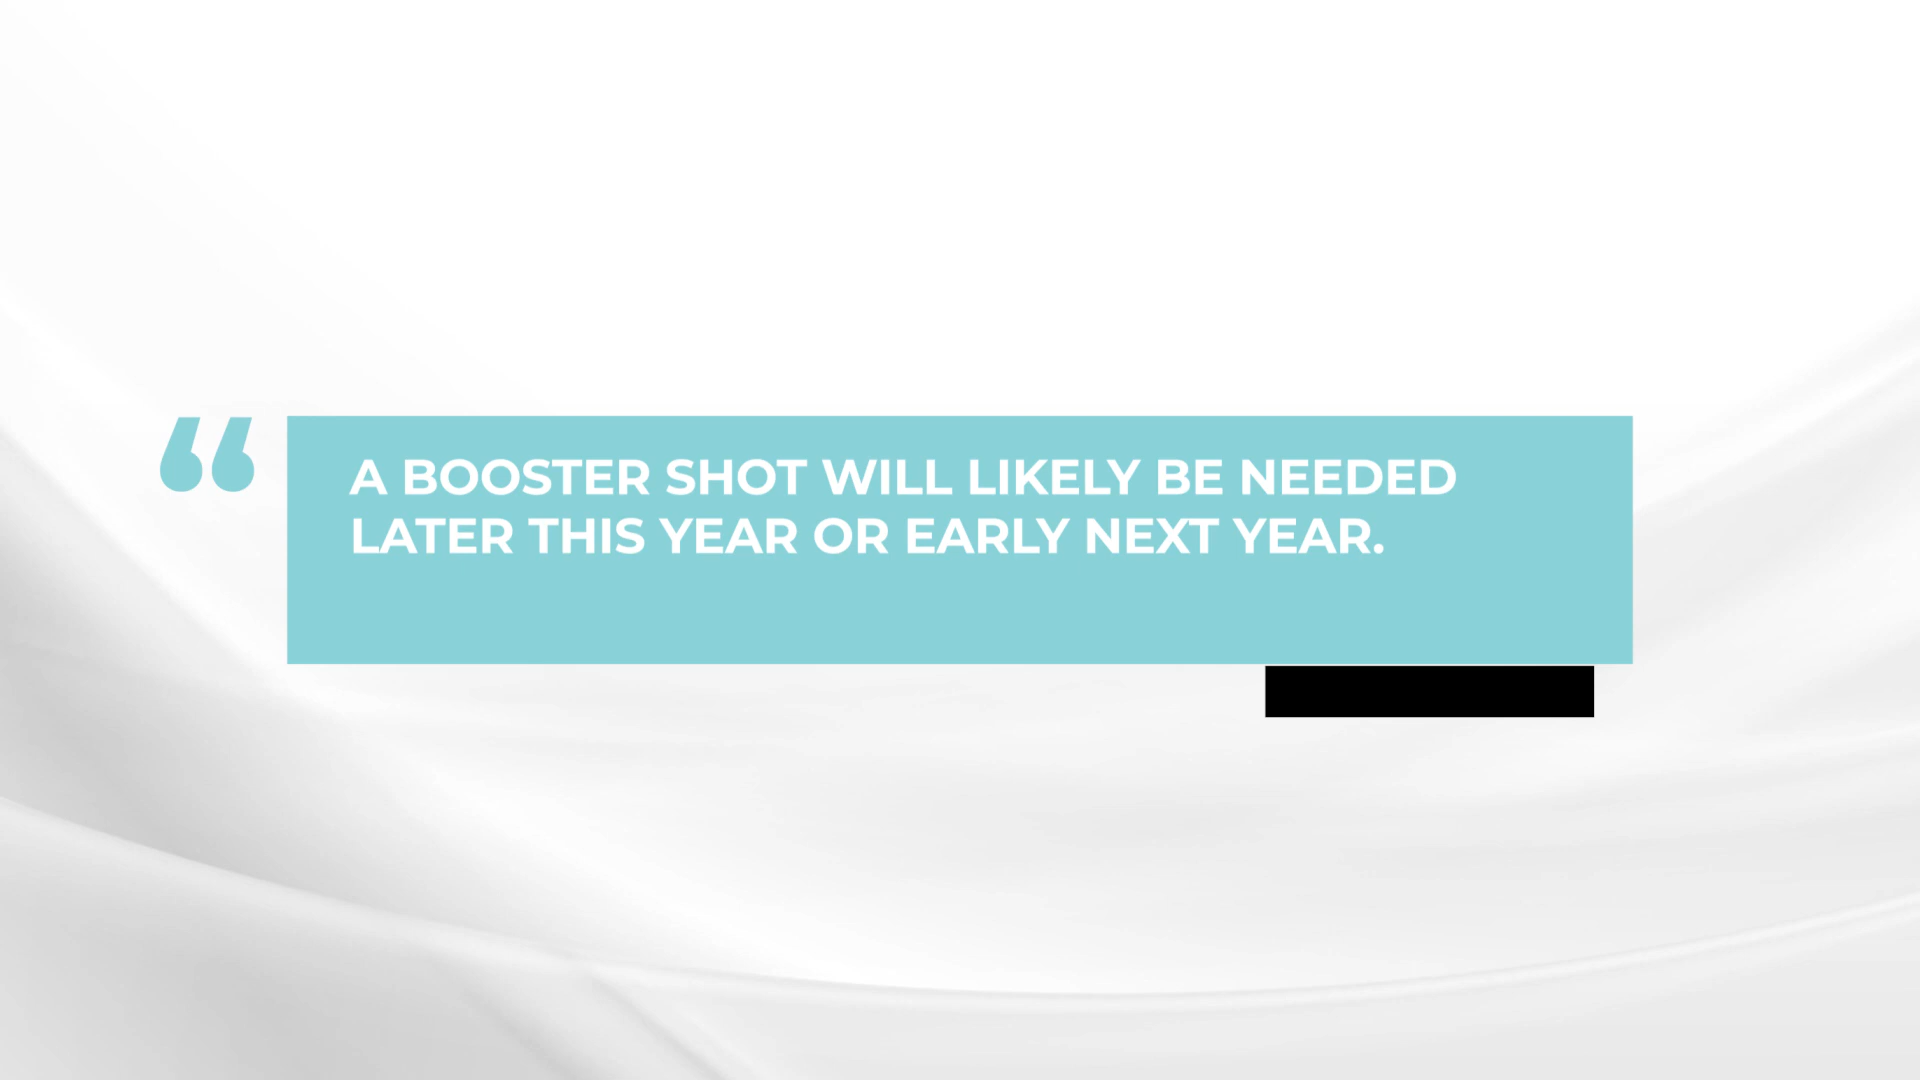 “
A BOOSTER SHOT WILL LIKELY BE NEEDED
LATER THIS YEAR OR EARLY NEXT YEAR.